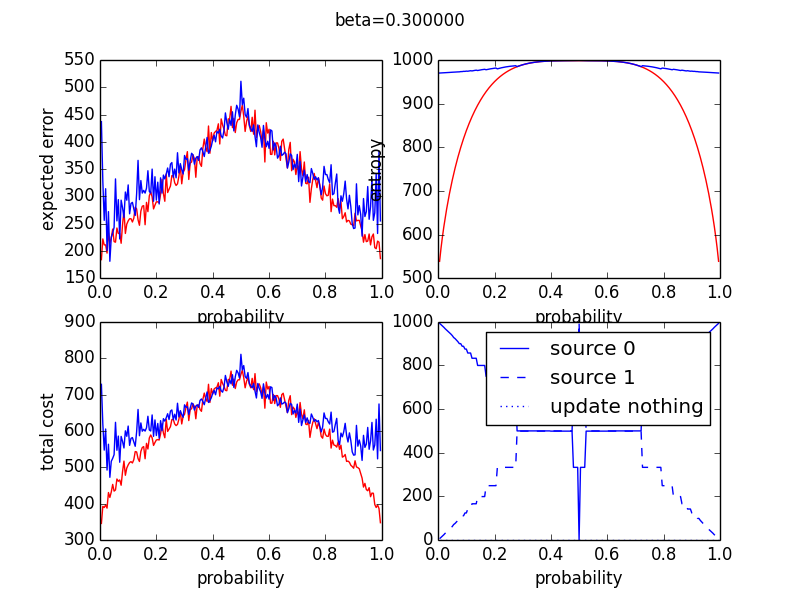 beta=0.300000
550
500
450
400
350
300
250
200
150
expected error
0.0 0.2 0.4 0.6 0.8 1.0
probability
1000
900
800
700
600
500
entropy
0.0 0.2 0.4 0.6 0.8 1.0
probability
900
800
700
600
500
400
300
total cost
0.0 0.2 0.4 0.6 0.8 1.0
probability
1000
800
600
400
200
0
source 0
source 1
update nothing
0.0 0.2 0.4 0.6 0.8 1.0
probability